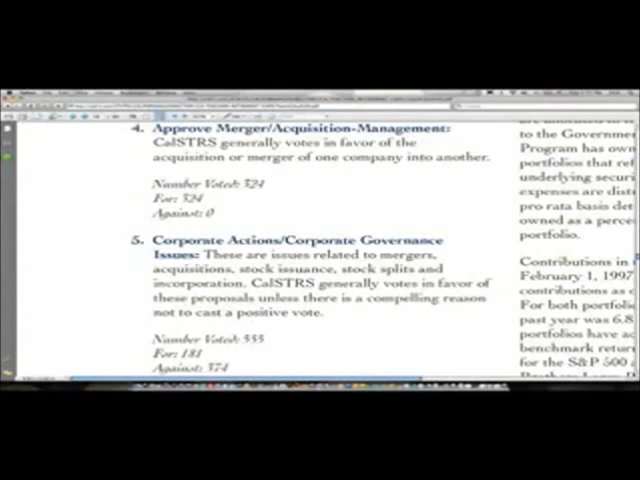 4. Approve Merger/Acquisition-Management:
CalSTRS generally votes in favor of the
acquisition or merger of one company into another.
Number Voted: 324
For: 324
Against: 0
5. Corporate Actions/Corporate Governance
Issues: These are issues related to mergers,
acquisitions, stock issuance, stock splits and
incorporation. CalSTRS generally votes in favor of
these proposals unless there is a compelling reason
not to cast a positive vote.
Number Voted: 555
For: 181
Against: 374
to the Governme
Program has own
portfolios that ref
underlying securi
expenses are dist
pro rata basis det
owned as a perce
portfolio.
Contributions in
February 1, 1997
contributions as
For both portfolio
past year was 6.8
portfolios have ac
benchmark return
for the S&P 500